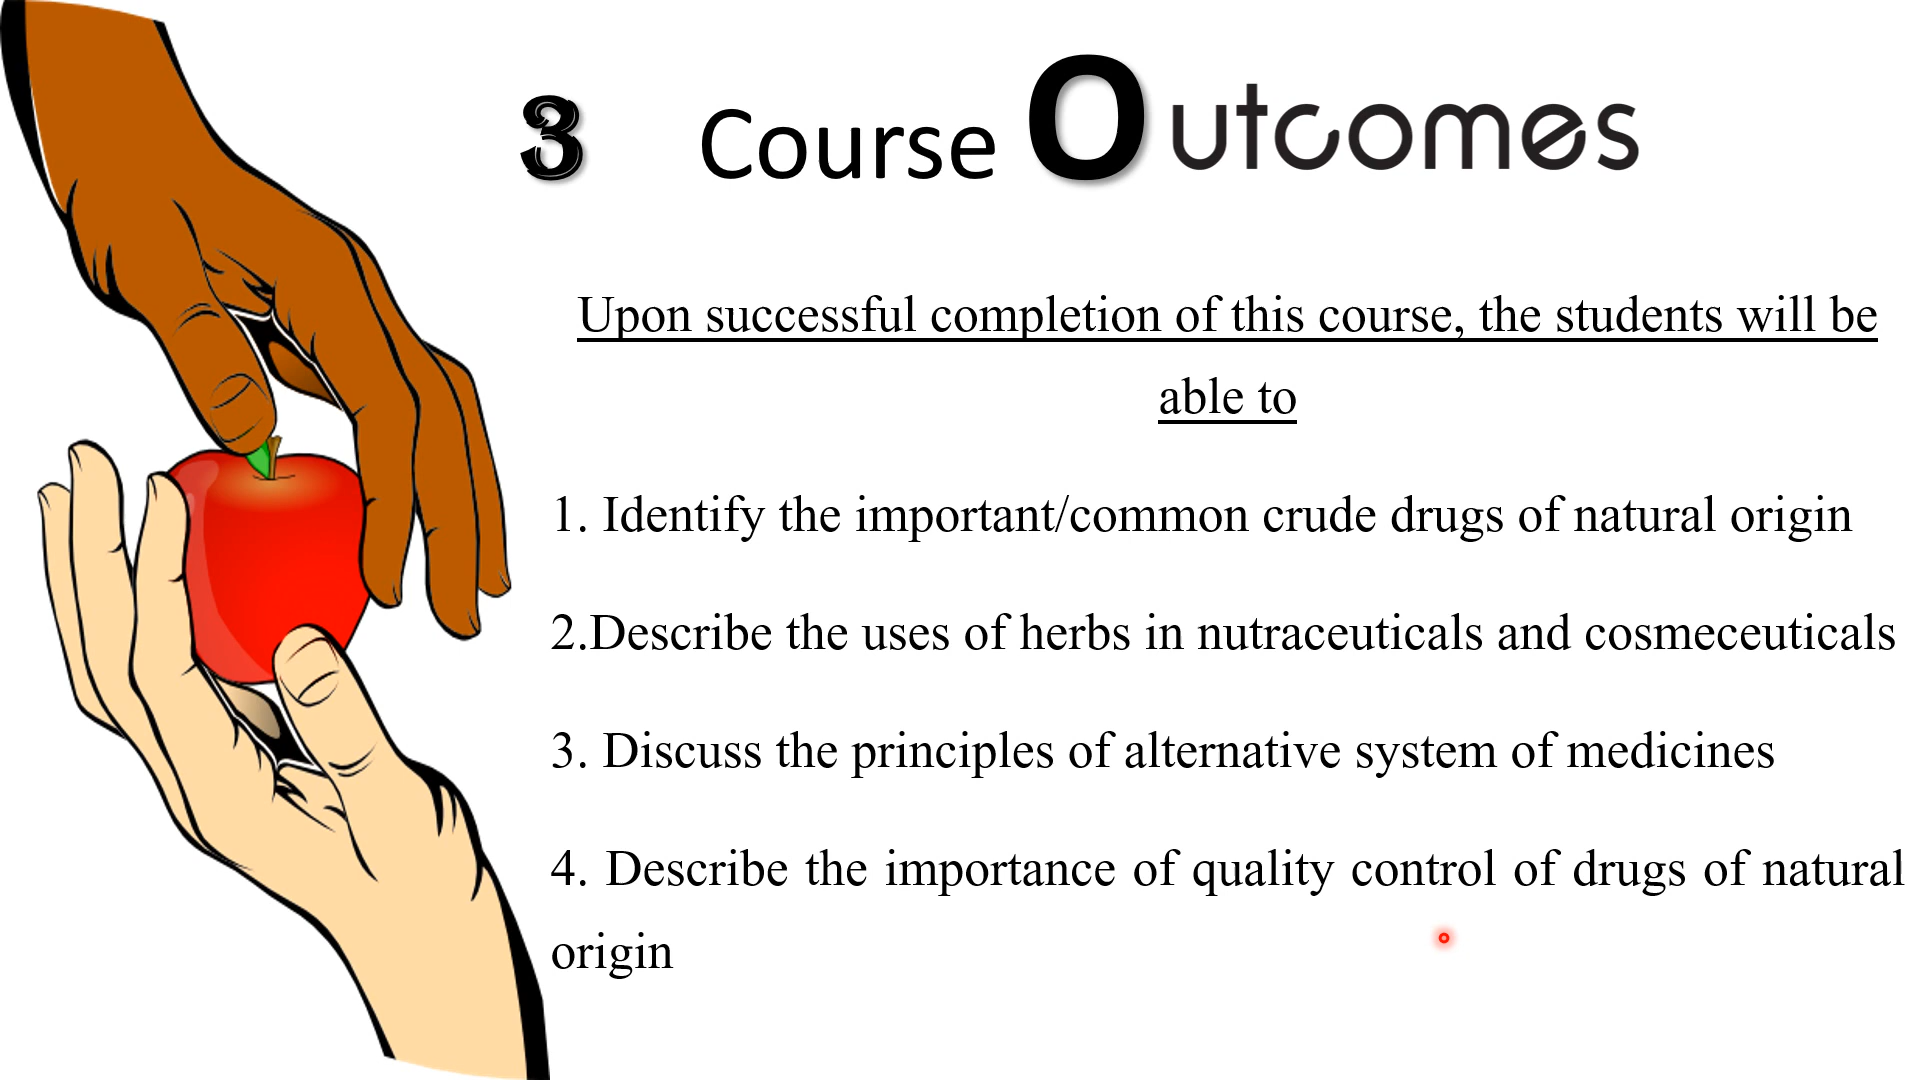 3 Course Outcomes
Upon successful completion of this course, the students will be
able to
1. Identify the important/common crude drugs of natural origin
2.Describe the uses of herbs in nutraceuticals and cosmeceuticals
3. Discuss the principles of alternative system of medicines
4. Describe the importance of quality control of drugs of natural
origin